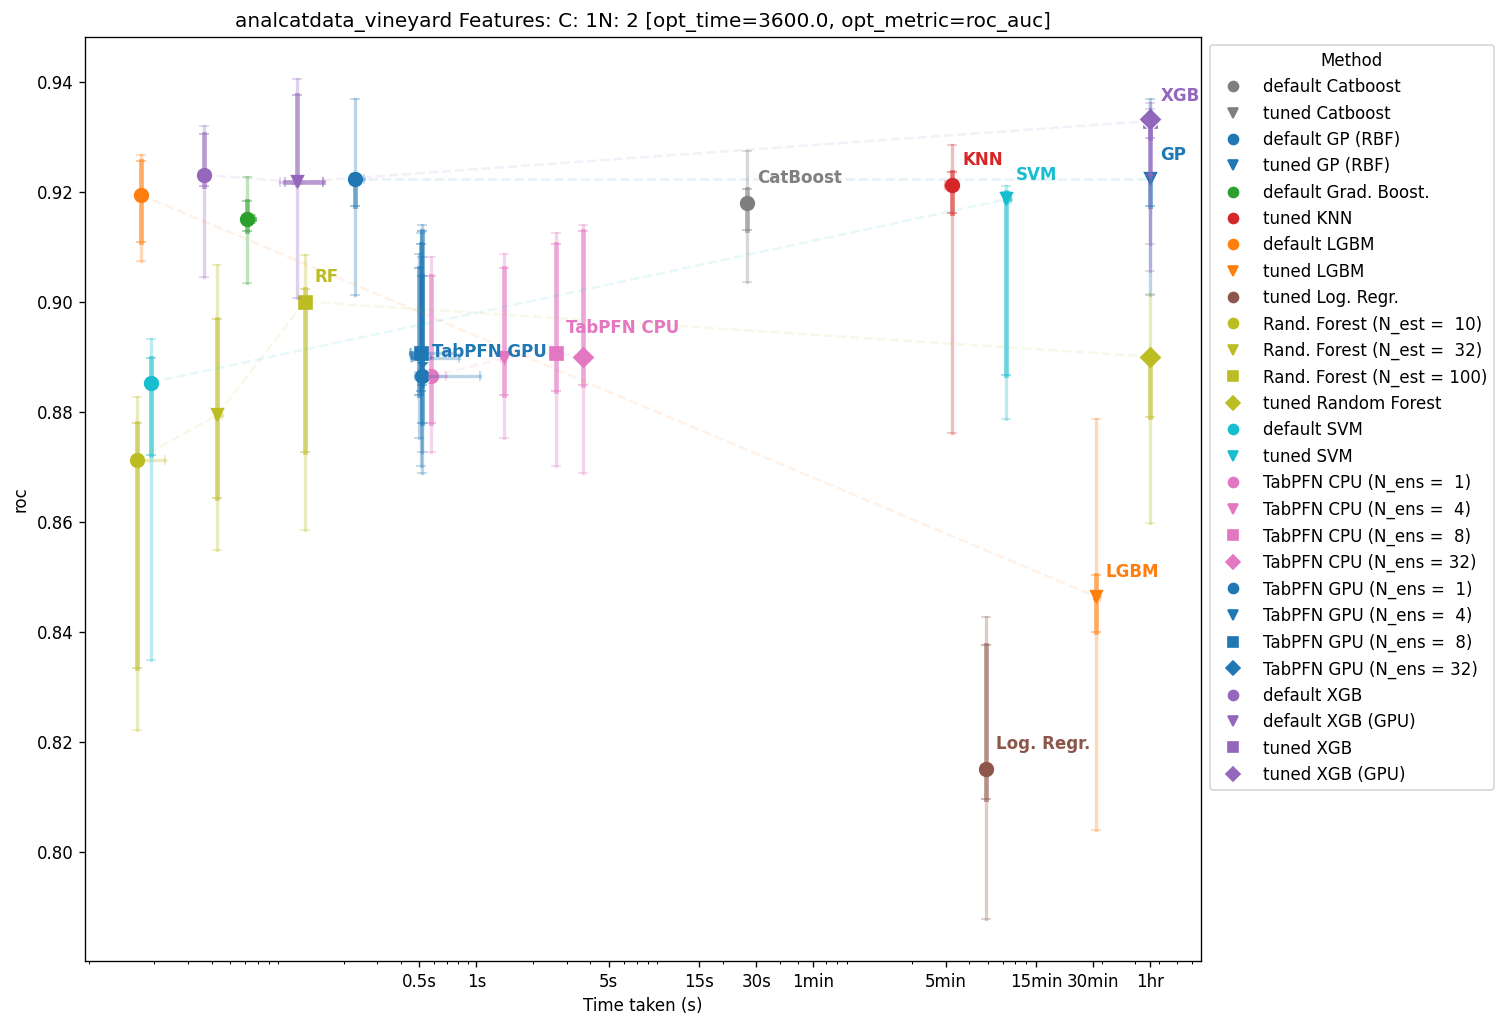 analcatdata_vineyard Features: C: 1N: 2 [opt_time=3600.0, opt_metric=roc_auc]
roc
0.94
0.92
0.90
0.88
0.86
0.84
0.82
0.80
XGB
GP
KNN
SVM
CatBoost
RF
TabPFN CPU
TabPFN GPU
LGBM
Log. Regr.
0.5s 1s 5s 15s 30s 1min 5min 15min 30min 1hr
Time taken (s)
Method
default Catboost
tuned Catboost
default GP (RBF)
tuned GP (RBF)
default Grad. Boost.
tuned KNN
default LGBM
tuned LGBM
tuned Log. Regr.
Rand. Forest (N_est =  10)
Rand. Forest (N_est =  32)
Rand. Forest (N_est = 100)
tuned Random Forest
default SVM
tuned SVM
TabPFN CPU (N_ens =  1)
TabPFN CPU (N_ens =  4)
TabPFN CPU (N_ens =  8)
TabPFN CPU (N_ens = 32)
TabPFN GPU (N_ens =  1)
TabPFN GPU (N_ens =  4)
TabPFN GPU (N_ens =  8)
TabPFN GPU (N_ens = 32)
default XGB
default XGB (GPU)
tuned XGB
tuned XGB (GPU)